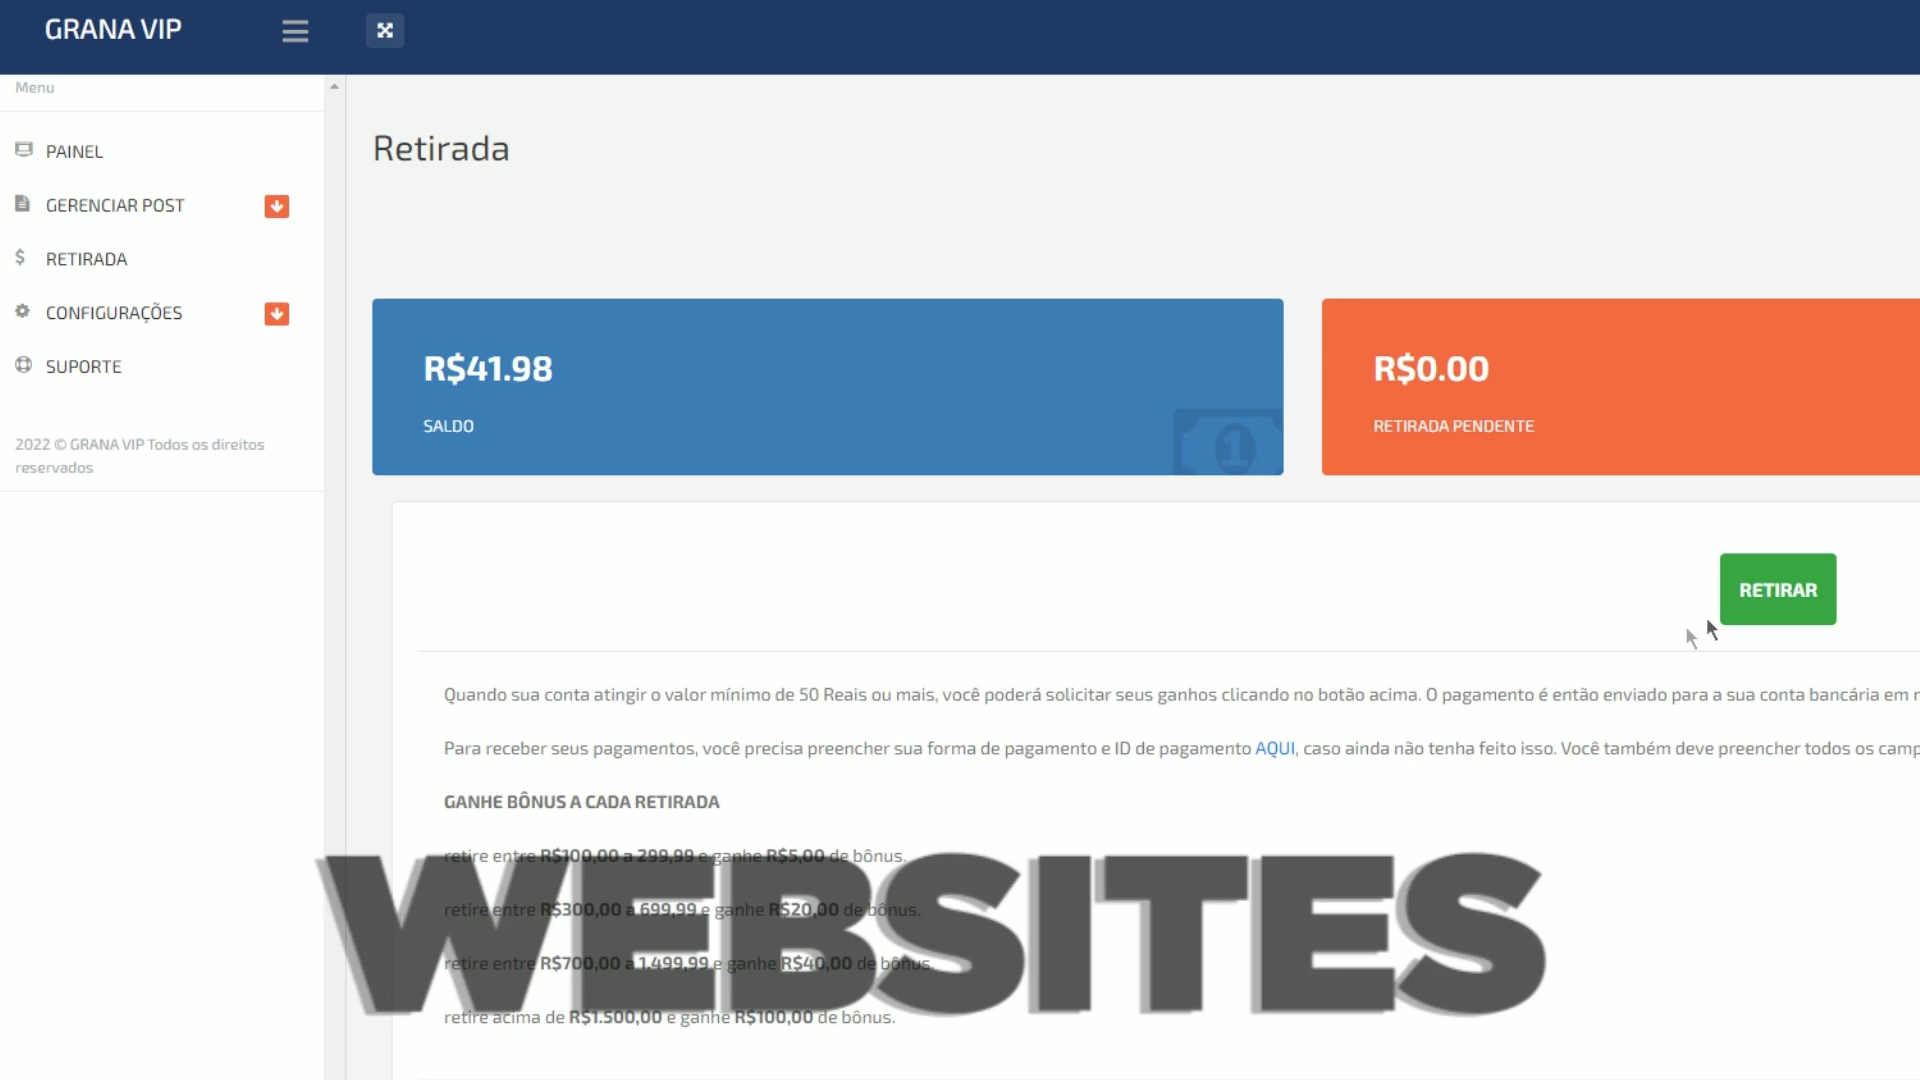 GRANA VIP
Menu
PAINEL
GERENCIAR POST
RETIRADA
CONFIGURAÇÕES
SUPORTE
2022 © GRANA VIP Todos os direitos
reservados
Retirada
R$41.98
SALDO
R$0.00
RETIRADA PENDENTE
RETIRAR
Quando sua conta atingir o valor mínimo de 50 Reais ou mais, você poderá solicitar seus ganhos clicando no botão acima. O pagamento é então enviado para a sua conta bancária em
Para receber seus pagamentos, você precisa preencher sua forma de pagamento e ID de pagamento AQUI, caso ainda não tenha feito isso. Você também deve preencher todos os
GANHE BÔNUS A CADA RETIRADA
retire entre R$100,00 a 299,99 e ganhe R$5,00 de bônus.
retire entre R$300,00 a 699,99 e ganhe R$20,00 de bônus.
retire entre R$700,00 a 1.499,99 e ganhe R$40,00 de bônus.
retire acima de R$1.500,00 e ganhe R$100,00 de bônus.
WEBSITES